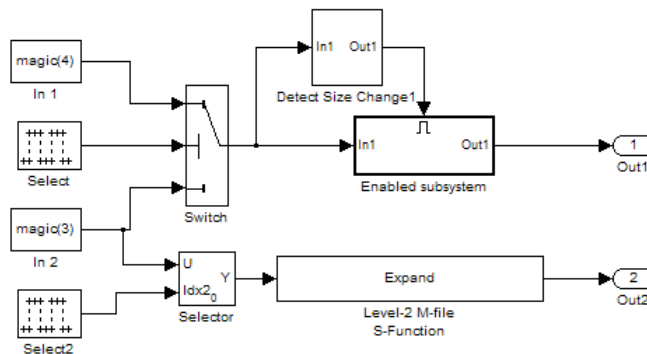 In1 Out1
Detect Size Change1
magic(4)
In 1
Select
Switch
In1 Out1
Enabled subsystem
1
Out1
magic(3)
In 2
U
Y
Idx2
0
Selector
Select2
Expand
Level-2 M-file
S-Function
2
Out2